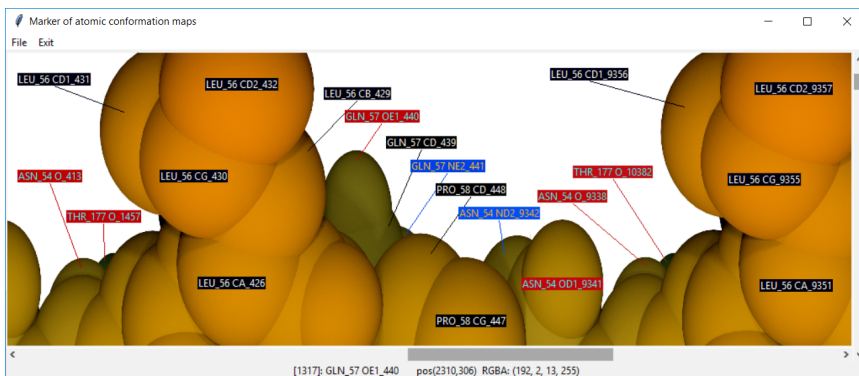 Marker of atomic conformation maps
File Exit
LEU_56 CD1_431
LEU_56 CD2_432
LEU_56 CB_429
GLN_57 OE1_440
GLN_57 CD_439
GLN_57 NE2_441
ASN_54 O_413
LEU_56 CG_430
PRO_58 CD_448
THR_177 O_1457
ASN_54 ND2_9342
LEU_56 CA_426
PRO_58 CG_447
LEU_56 CD1_9356
LEU_56 CD2_9357
THR_177 O_10382
LEU_56 CG_9355
ASN_54 O_9338
ASN_54 OD1_9341
LEU_56 CA_9351
[1317]: GLN_57 OE1_440 pos(2310,306) RGBA: (192, 2, 13, 255)